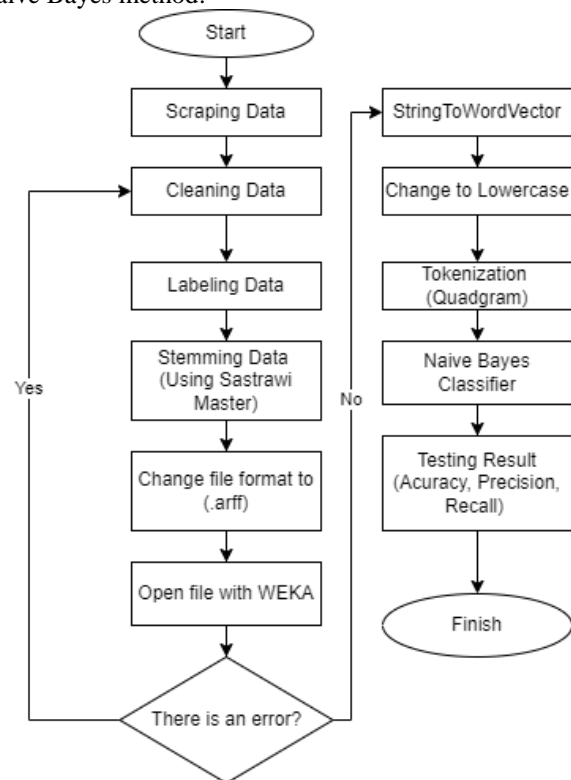 aive Bayes method.
Start
Scraping Data
Cleaning Data
Labeling Data
Stemming Data
(Using Sastrawi
Master)
Change file format to
(.arff)
Open file with WEKA
There is an error?
Yes
No
StringToWordVector
Change to Lowercase
Tokenization
(Quadgram)
Naive Bayes
Classifier
Testing Result
(Acuracy, Precision,
Recall)
Finish